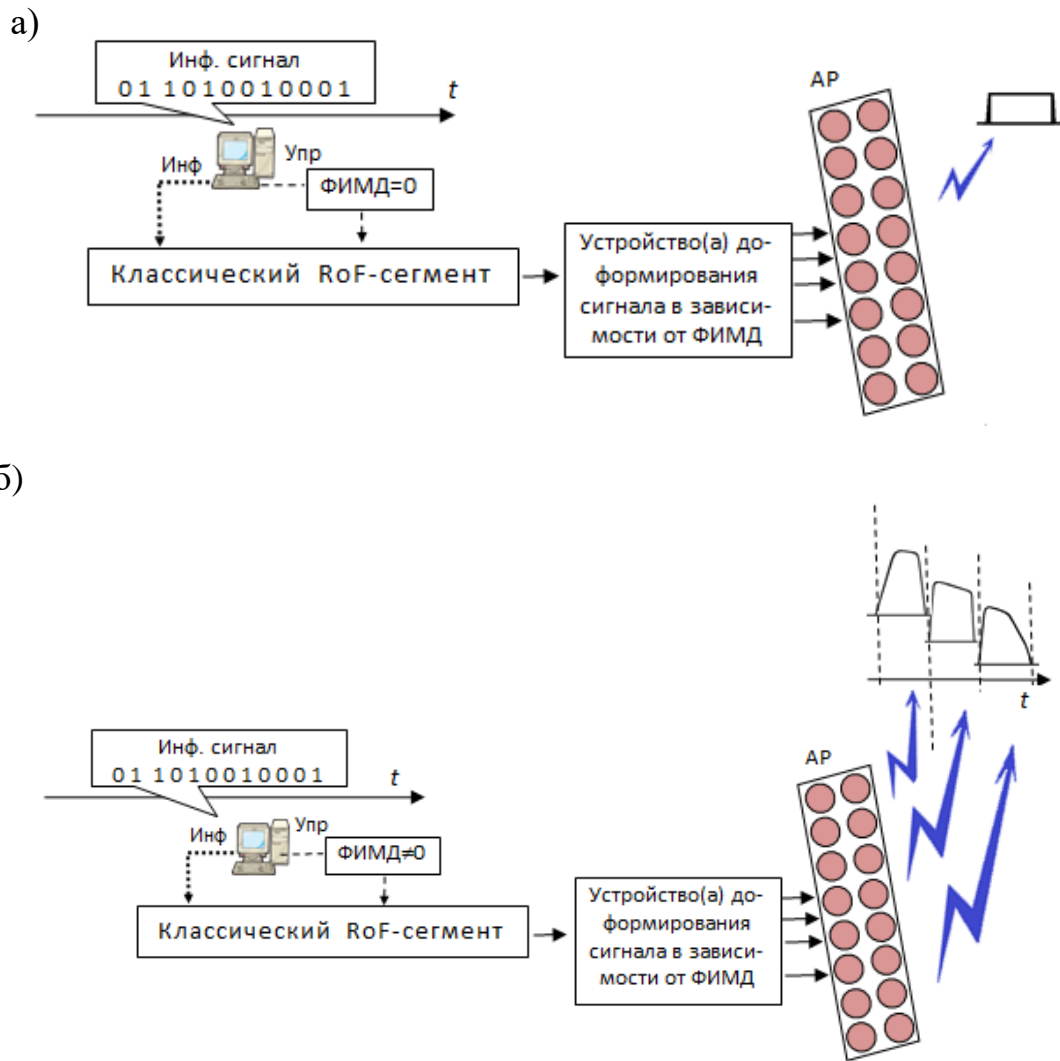 а)
Инф. сигнал
01 1010010001
t
АР
Инф
Упр
ФИМД=0
Классический RoF-сегмент
Устройство(а) до-
формирования
сигнала в зависи-
мости от ФИМД
б)
t
Инф. сигнал
01 1010010001
t
АР
Инф
Упр
ФИМД≠0
Классический RoF-сегмент
Устройство(а) до-
формирования
сигнала в зависи-
мости от ФИМД